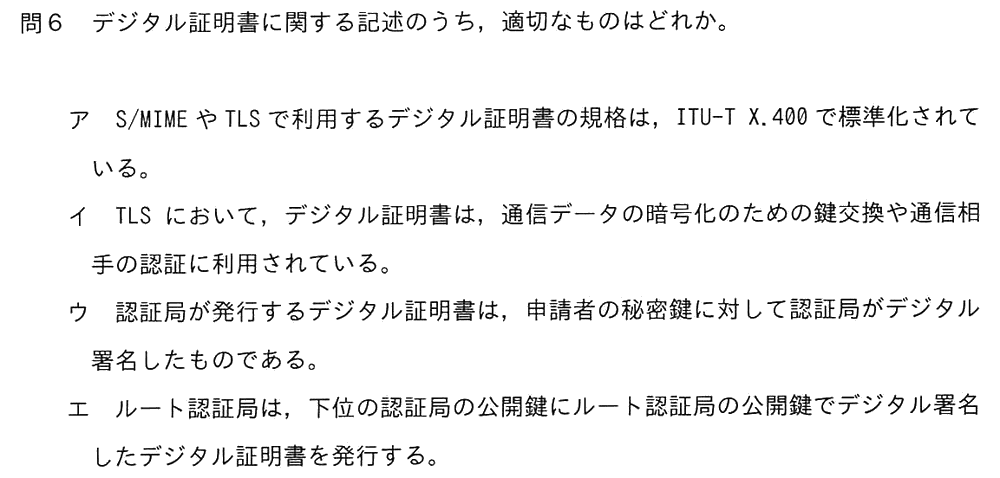 問6　デジタル証明書に関する記述のうち，適切なものはどれか。
ア　S/MIME や TLS で利用するデジタル証明書の規格は，ITU-T X.400 で標準化されて
いる。
イ　TLS において，デジタル証明書は，通信データの暗号化のための鍵交換や通信相
手の認証に利用されている。
ウ　認証局が発行するデジタル証明書は，申請者の秘密鍵に対して認証局がデジタル
署名したものである。
エ　ルート認証局は，下位の認証局の公開鍵にルート認証局の公開鍵でデジタル署名
したデジタル証明書を発行する。